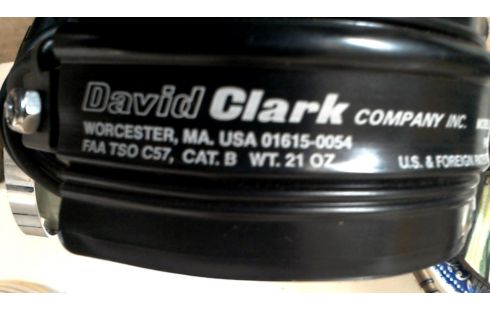 David Clark COMPANY INC.
WORCESTER, MA. USA 01615-0054
FAA TSO C57, CAT. B WT. 21 OZ.
U.S. & FOREIGN